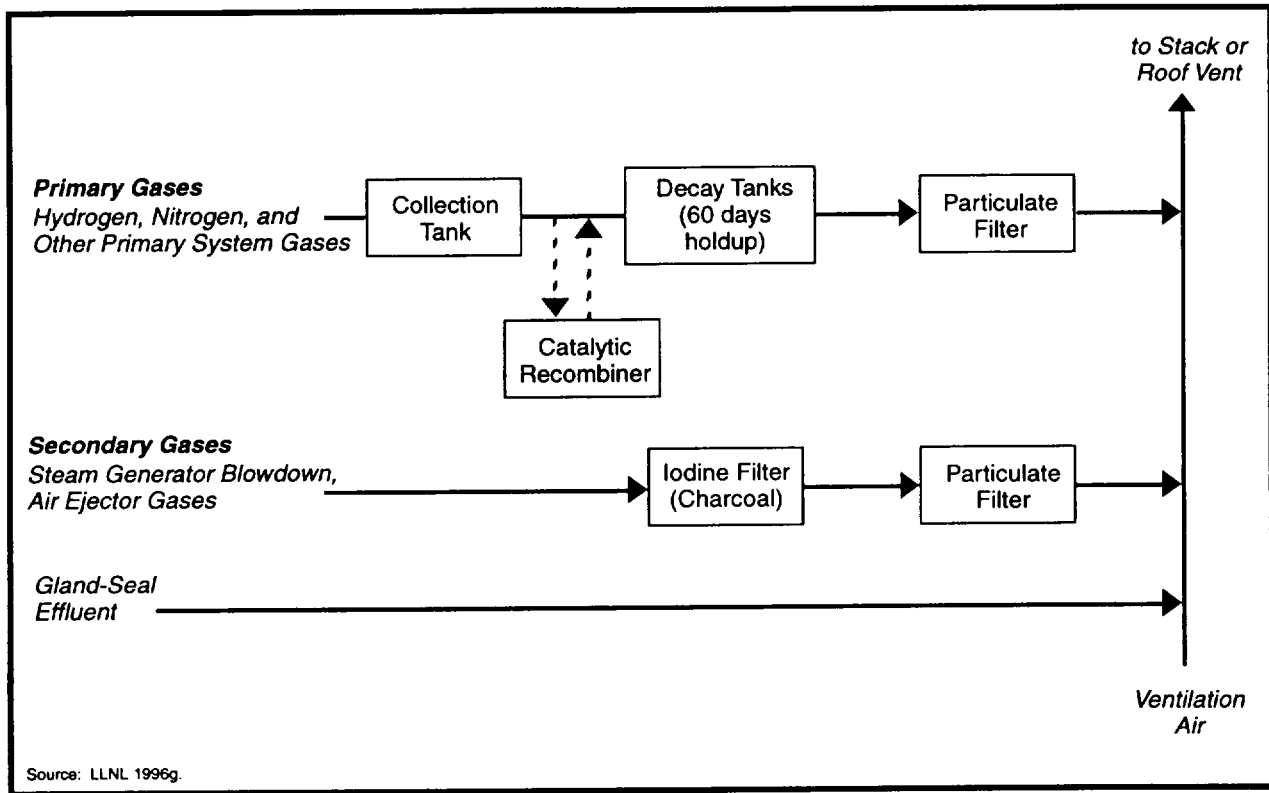 to Stack or
Roof Vent
Primary Gases
Hydrogen, Nitrogen, and
Other Primary System Gases
Collection
Tank
Decay Tanks
(60 days
holdup)
Particulate
Filter
Catalytic
Recombiner
Secondary Gases
Steam Generator Blowdown,
Air Ejector Gases
Iodine Filter
(Charcoal)
Particulate
Filter
Gland-Seal
Effluent
Ventilation
Air
Source: LLNL 1996g.